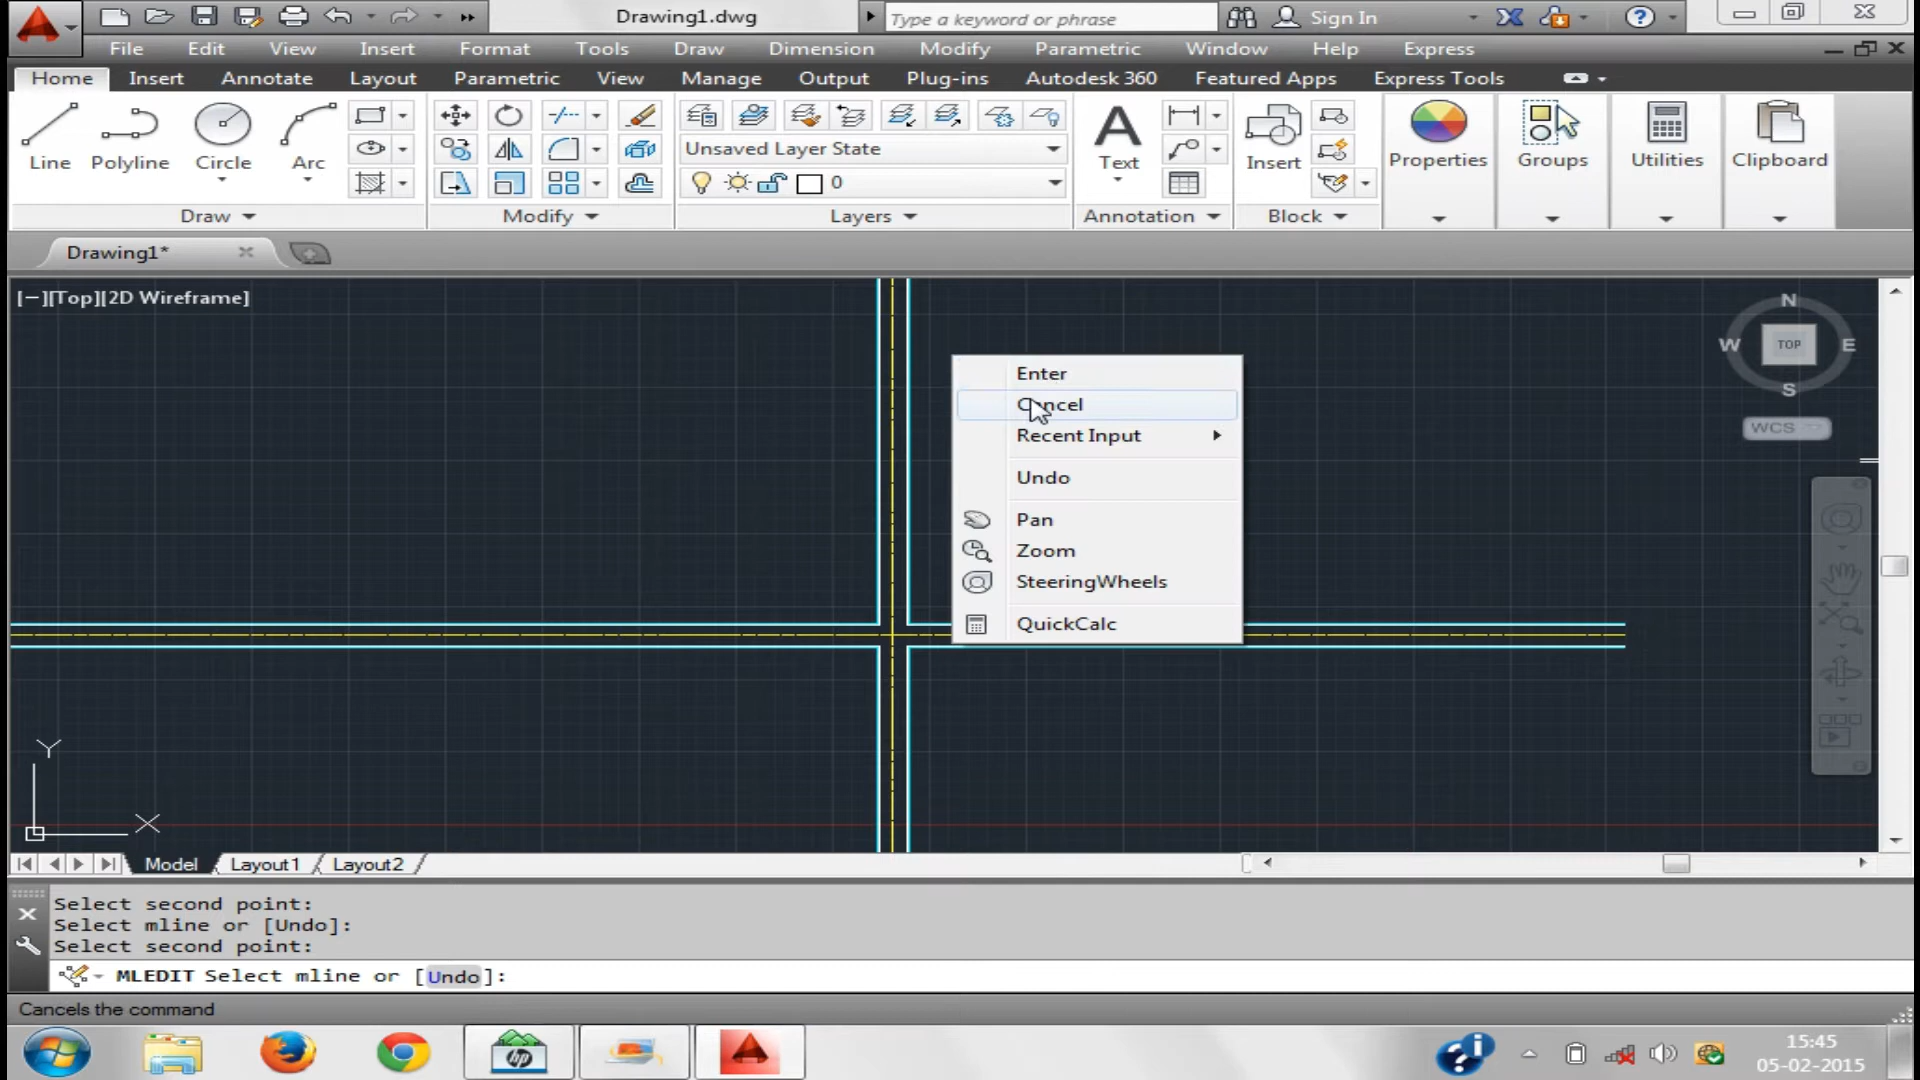 Drawing1.dwg
Type a keyword or phrase
Sign In
File Edit View Insert Format Tools Draw Dimension Modify Parametric Window Help Express
Home Insert Annotate Layout Parametric View Manage Output Plug-ins Autodesk 360 Featured Apps Express Tools
Line Polyline Circle Arc
Unsaved Layer State
0
Text
Insert
Properties Groups Utilities Clipboard
Draw Modify Layers Annotation Block
Drawing1*
[−][Top][2D Wireframe]
N
W TOP E
S
WCS
Enter
Cancel
Recent Input
Undo
Pan
Zoom
SteeringWheels
QuickCalc
Y
X
Model Layout1 Layout2
Select second point:
Select mline or [Undo]:
Select second point:
MLEDIT Select mline or [Undo]:
Cancels the command
hp
15:45
05-02-2015